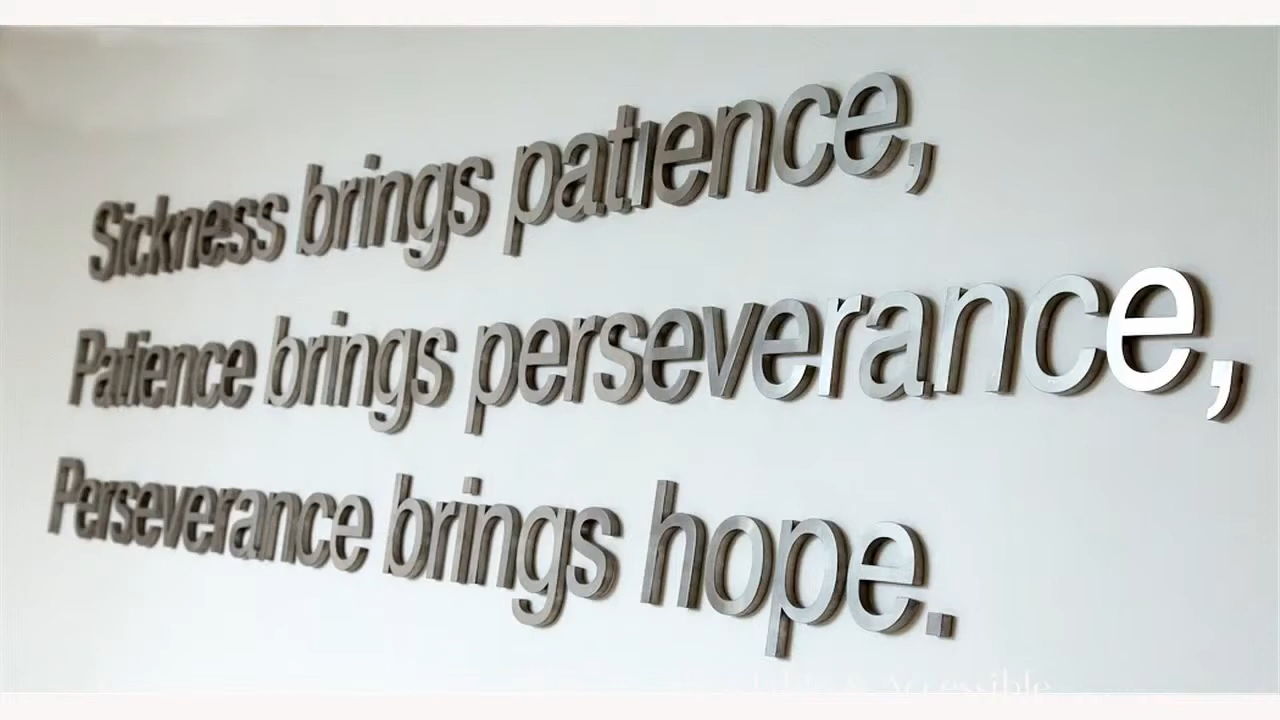 Sickness brings patience,
Patience brings perseverance,
Perseverance brings hope.